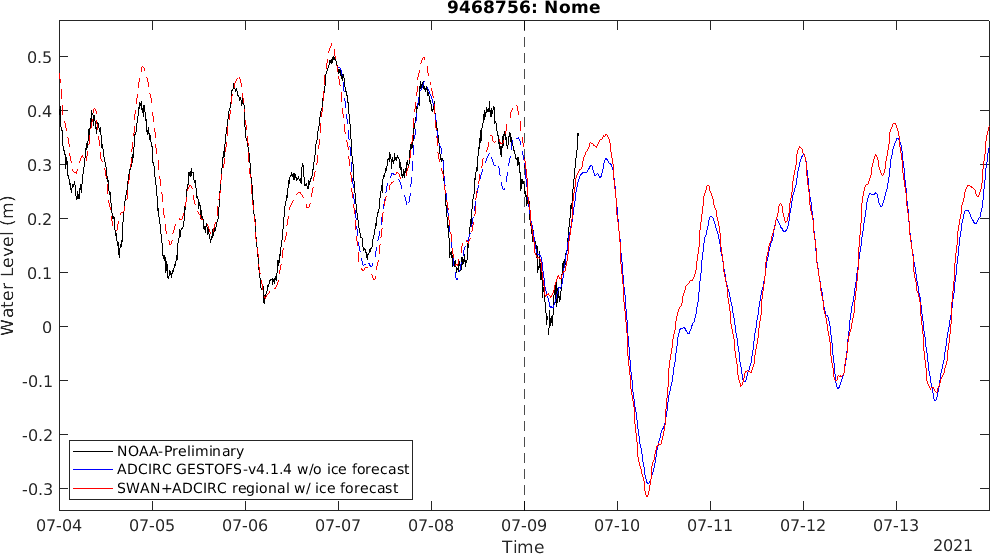 9468756: Nome
Water Level (m)
0.5
0.4
0.3
0.2
0.1
0
-0.1
-0.2
-0.3
NOAA-Preliminary
ADCIRC GESTOFS-v4.1.4 w/o ice forecast
SWAN+ADCIRC regional w/ ice forecast
07-04 07-05 07-06 07-07 07-08 07-09 07-10 07-11 07-12 07-13
Time
2021